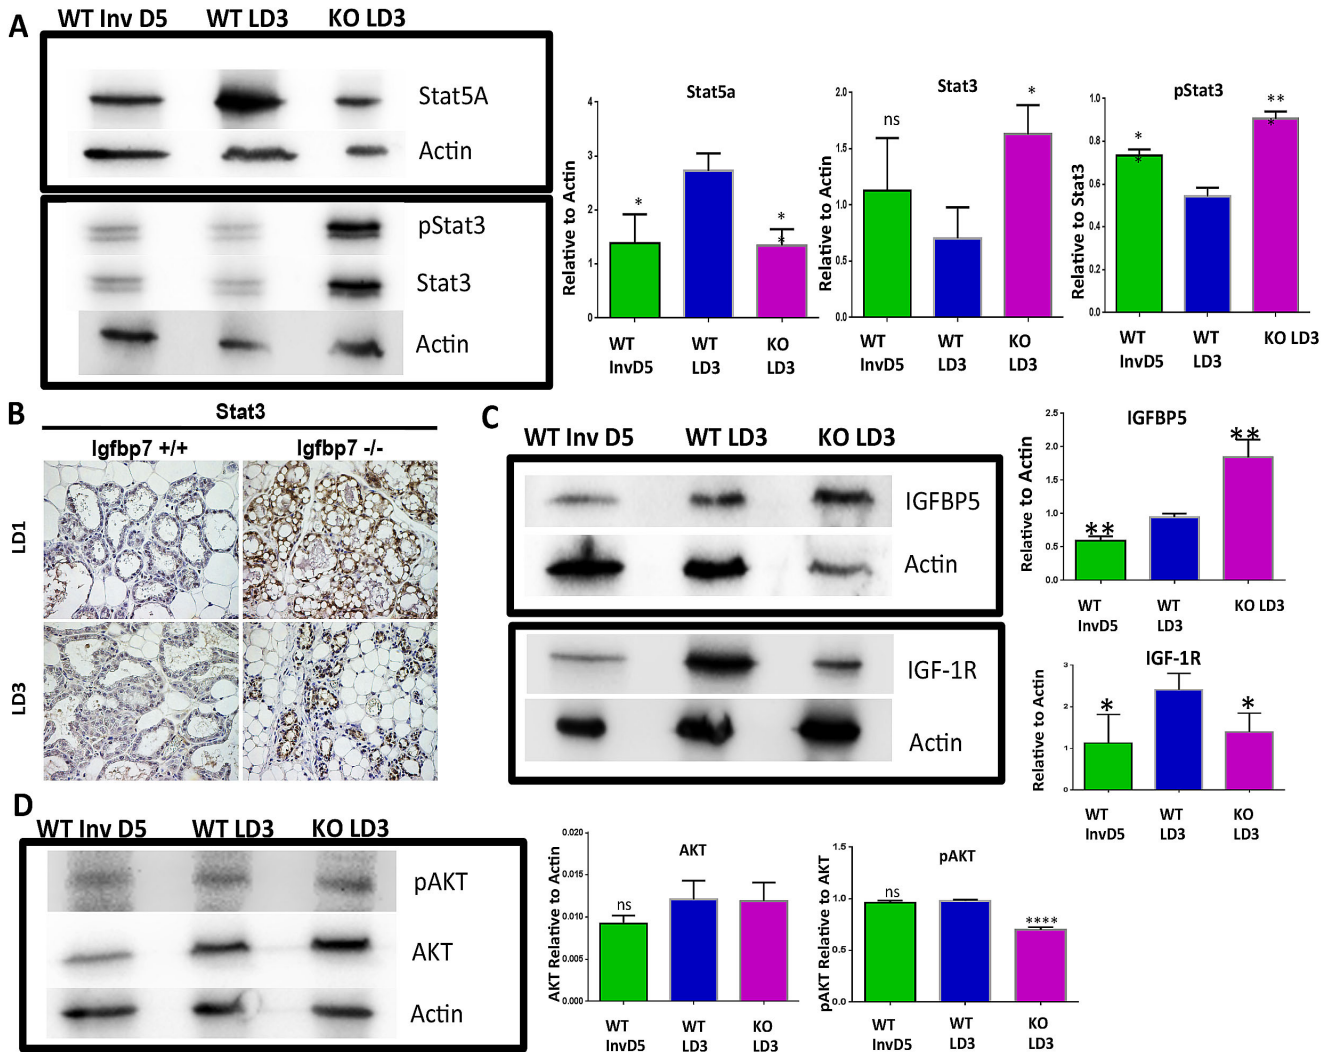 A
WT Inv D5 WT LD3 KO LD3
Stat5A
Actin
pStat3
Stat3
Actin
Stat5a
Relative to Actin
4
3
2
1
0
*
*
*
WT InvD5
WT LD3
KO LD3
Stat3
Relative to Actin
2.0
1.5
1.0
0.5
0.0
ns
*
WT InvD5
WT LD3
KO LD3
pStat3
Relative to Stat3
1.0
0.8
0.6
0.4
0.2
0.0
*
*
**
*
WT InvD5
WT LD3
KO LD3
B
Stat3
Igfbp7 +/+ Igfbp7 -/-
LD1
LD3
C
WT Inv D5 WT LD3 KO LD3
IGFBP5
Actin
IGF-1R
Actin
IGFBP5
Relative to Actin
2.5
2.0
1.5
1.0
0.5
0.0
**
**
WT InvD5
WT LD3
KO LD3
IGF-1R
Relative to Actin
3
2
1
0
*
*
WT InvD5
WT LD3
KO LD3
D
WT Inv D5 WT LD3 KO LD3
pAKT
AKT
Actin
AKT
AKT Relative to Actin
0.020
0.015
0.010
0.005
0.000
ns
WT InvD5
WT LD3
KO LD3
pAKT
pAKT Relative to AKT
1.5
1.0
0.5
0.0
ns
****
WT InvD5
WT LD3
KO LD3